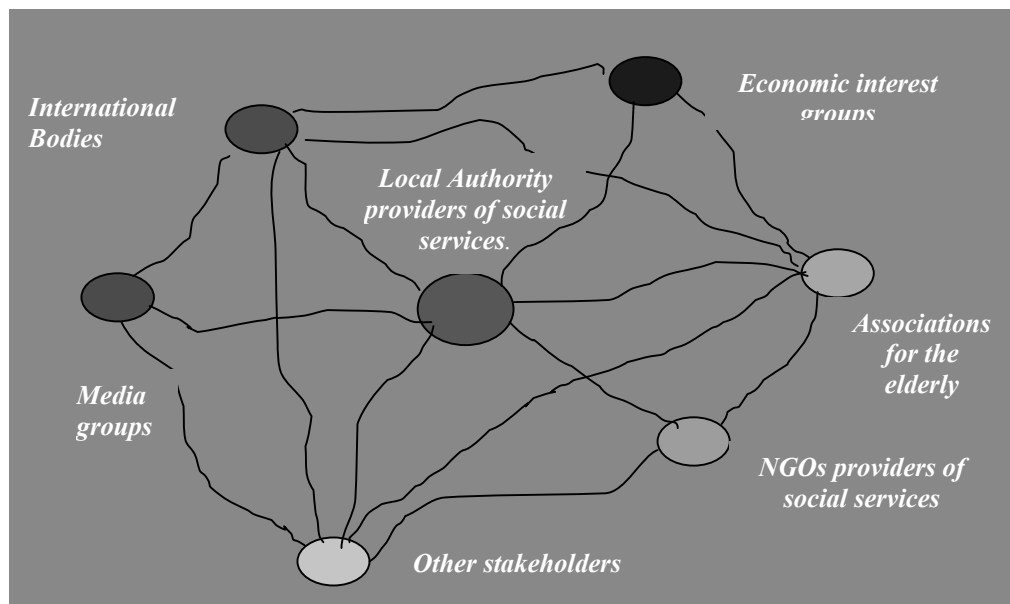 International
Bodies
Economic interest
groups
Local Authority
providers of social
services.
Associations
for the
elderly
Media
groups
NGOs providers of
social services
Other stakeholders